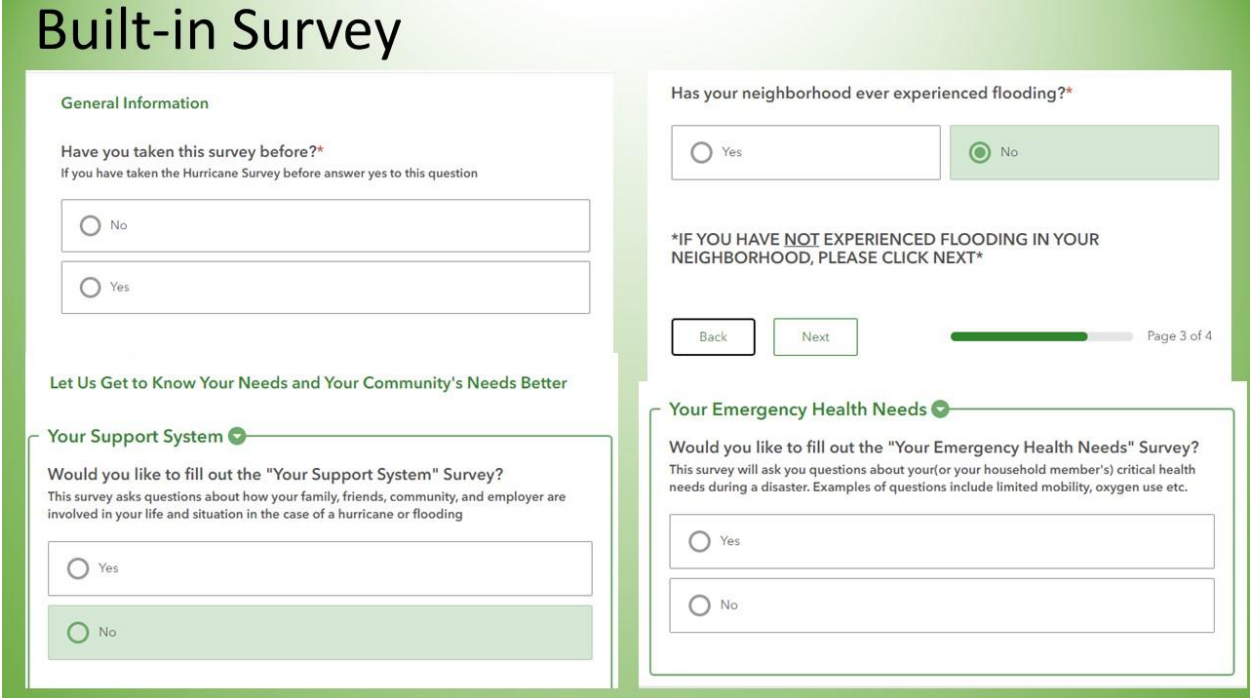 Built-in Survey
General Information
Have you taken this survey before?*
If you have taken the Hurricane Survey before answer yes to this question
No
Yes
Let Us Get to Know Your Needs and Your Community's Needs Better
Your Support System
Would you like to fill out the "Your Support System" Survey?
This survey asks questions about how your family, friends, community, and employer are
involved in your life and situation in the case of a hurricane or flooding
Yes
No
Has your neighborhood ever experienced flooding?*
Yes
No
*IF YOU HAVE NOT EXPERIENCED FLOODING IN YOUR
NEIGHBORHOOD, PLEASE CLICK NEXT*
Back
Next
Page 3 of 4
Your Emergency Health Needs
Would you like to fill out the "Your Emergency Health Needs" Survey?
This survey will ask you questions about your(or your household member's) critical health
needs during a disaster. Examples of questions include limited mobility, oxygen use etc.
Yes
No